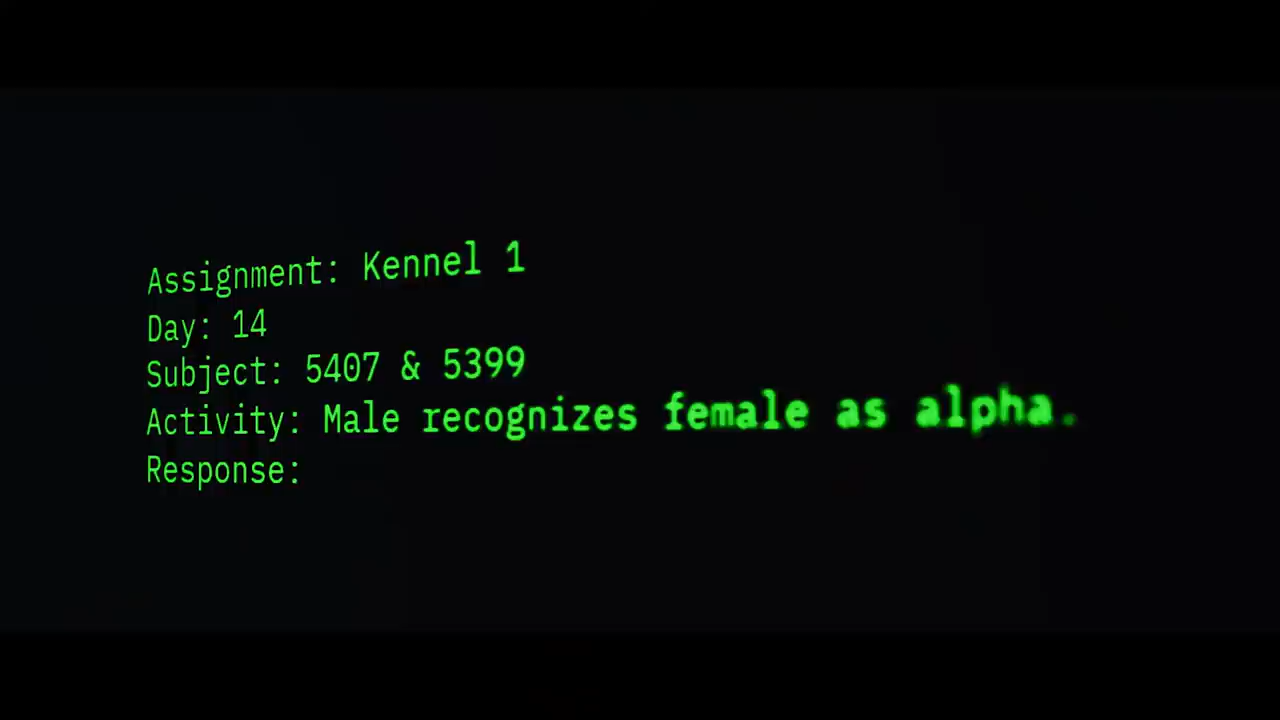 Assignment: Kennel 1
Day: 14
Subject: 5407 & 5399
Activity: Male recognizes female as alpha.
Response: